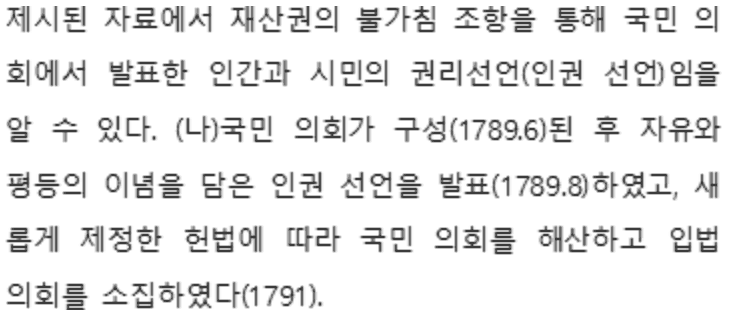 제시된 자료에서 재산권의 불가침 조항을 통해 국민 의
회에서 발표한 인간과 시민의 권리선언(인권 선언)임을
알 수 있다. (나)국민 의회가 구성(1789.6)된 후 자유와
평등의 이념을 담은 인권 선언을 발표(1789.8)하였고, 새
롭게 제정한 헌법에 따라 국민 의회를 해산하고 입법
의회를 소집하였다(1791).